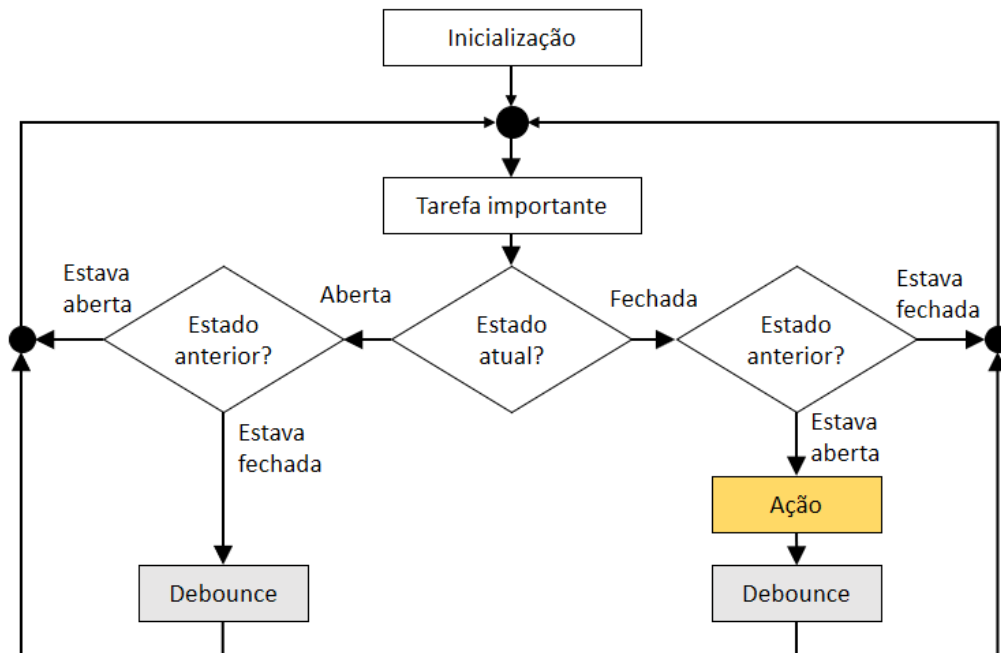 Inicialização
Tarefa importante
Estava
aberta
Aberta
Fechada
Estava
fechada
Estado
anterior?
Estado
atual?
Estado
anterior?
Estava
fechada
Estava
aberta
Ação
Debounce
Debounce